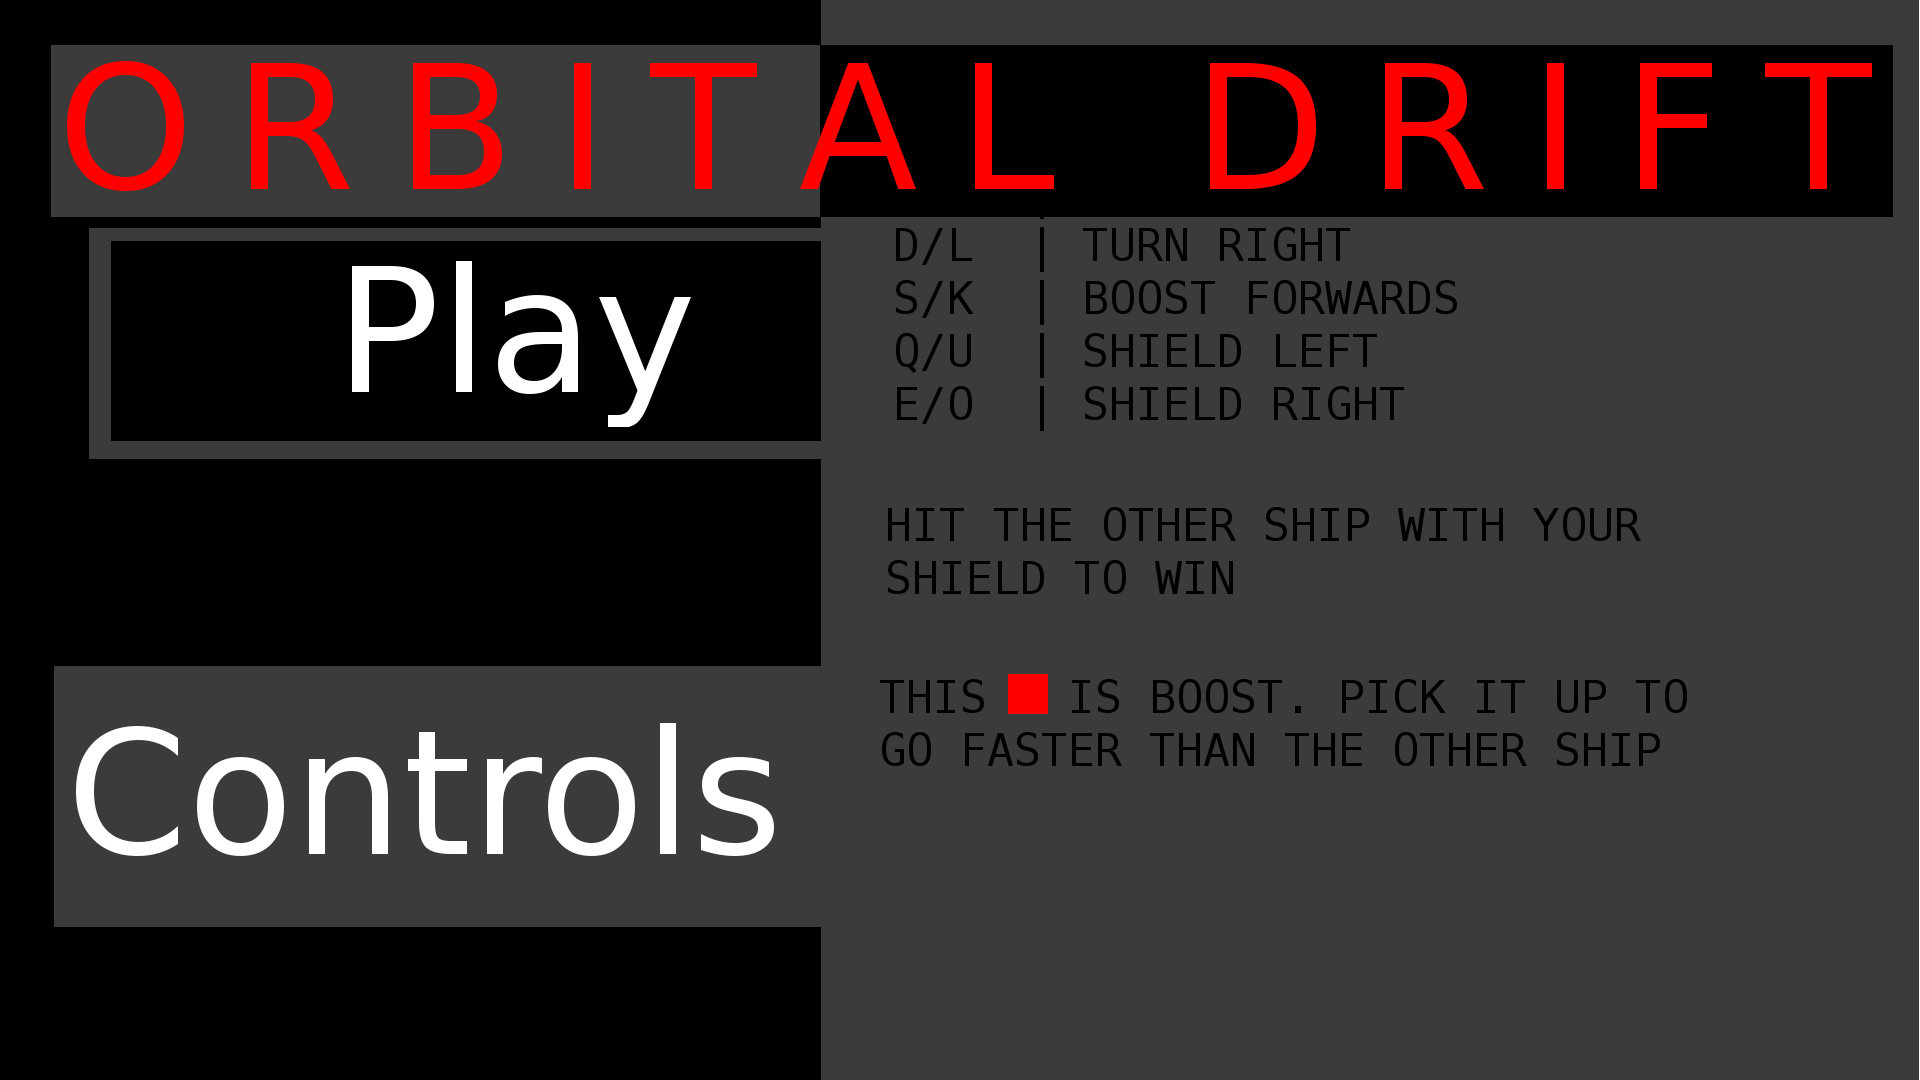 ORBITAL DRIFT
Play
D/L | TURN RIGHT
S/K | BOOST FORWARDS
Q/U | SHIELD LEFT
E/O | SHIELD RIGHT
HIT THE OTHER SHIP WITH YOUR
SHIELD TO WIN
THIS IS BOOST. PICK IT UP TO
GO FASTER THAN THE OTHER SHIP
Controls